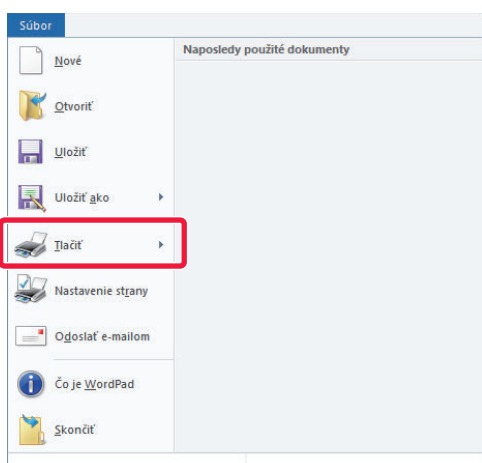 Súbor
Naposledy použité dokumenty
Nové
Otvoriť
Uložiť
Uložiť ako
Tlačiť
Nastavenie strany
Odoslať e-mailom
Čo je WordPad
Skončiť